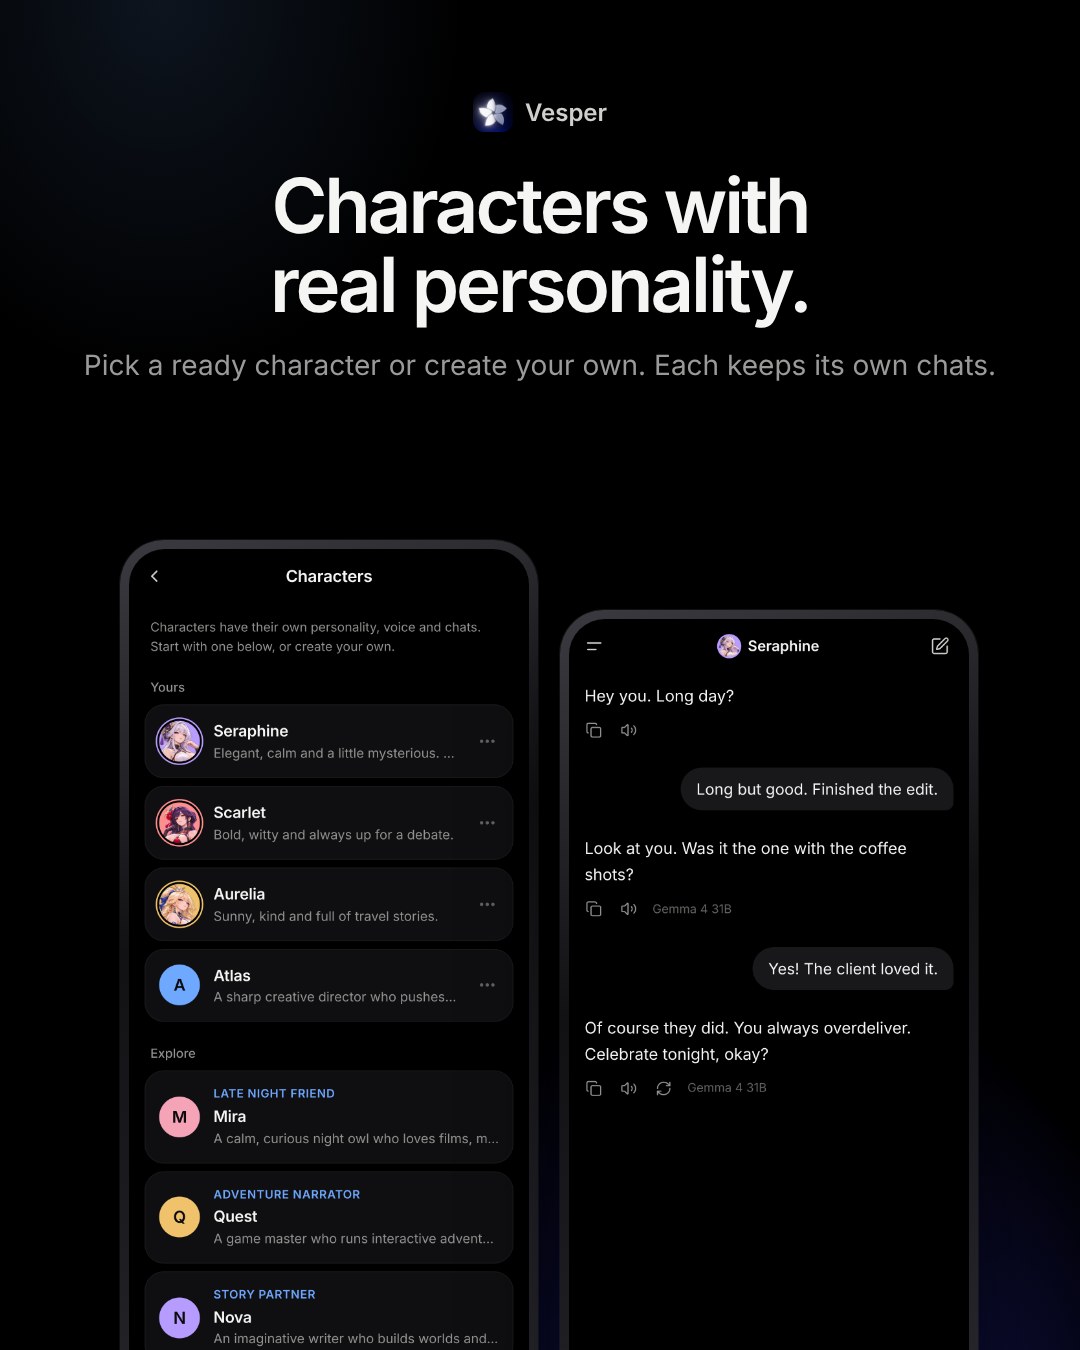 Vesper
Characters with
real personality.
Pick a ready character or create your own. Each keeps its own chats.
Characters
Characters have their own personality, voice and chats.
Start with one below, or create your own.
Yours
Seraphine
Elegant, calm and a little mysterious. ...
Scarlet
Bold, witty and always up for a debate.
Aurelia
Sunny, kind and full of travel stories.
A
Atlas
A sharp creative director who pushes...
Explore
LATE NIGHT FRIEND
M
Mira
A calm, curious night owl who loves films, m...
ADVENTURE NARRATOR
Q
Quest
A game master who runs interactive advent...
STORY PARTNER
N
Nova
An imaginative writer who builds worlds and...
Seraphine
Hey you. Long day?
Long but good. Finished the edit.
Look at you. Was it the one with the coffee
shots?
Gemma 4 31B
Yes! The client loved it.
Of course they did. You always overdeliver.
Celebrate tonight, okay?
Gemma 4 31B